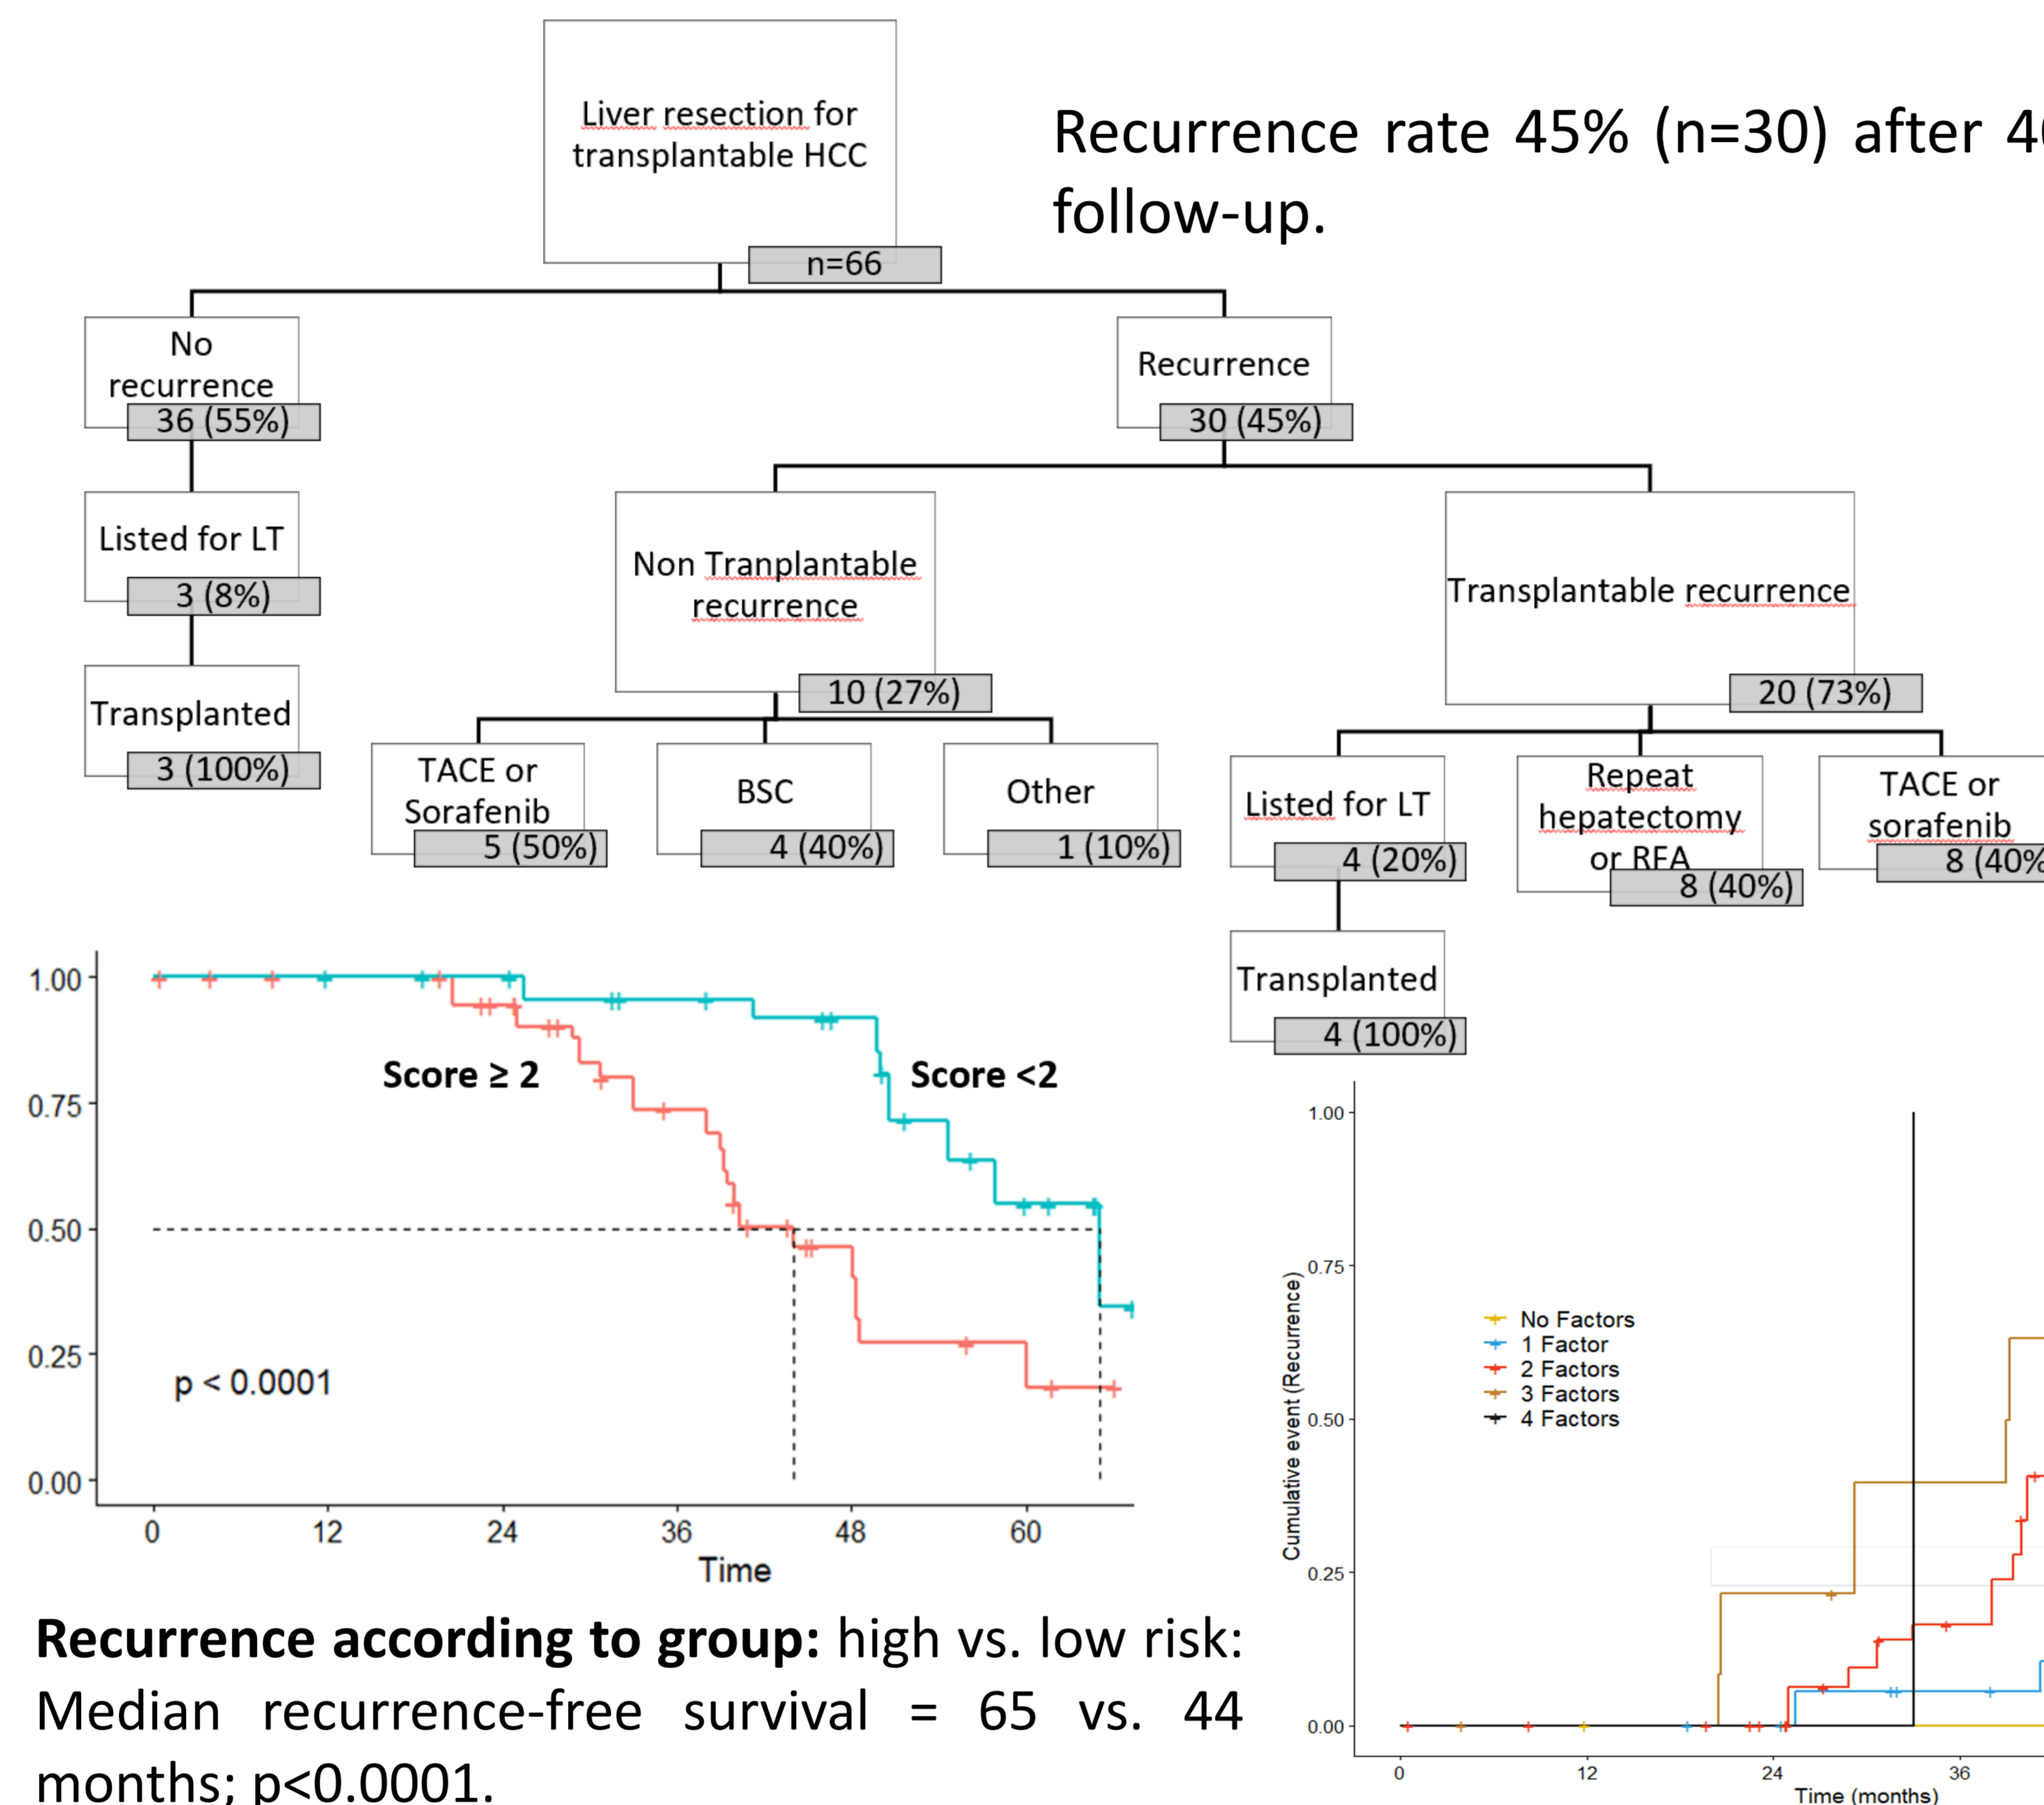 Liver resection for
transplantable HCC
n=66
Recurrence rate 45% (n=30) after
follow-up.
No
recurrence
36 (55%)
Recurrence
30 (45%)
Listed for LT
3 (8%)
Transplanted
3 (100%)
Non Tranplantable
recurrence
10 (27%)
Transplantable recurrence
20 (73%)
TACE or
Sorafenib
5 (50%)
BSC
4 (40%)
Other
1 (10%)
Listed for LT
4 (20%)
Repeat
hepatectomy
or RFA
8 (40%)
TACE or
sorafenib
8 (40%
Transplanted
4 (100%)
1.00
0.75
0.50
0.25
0.00
Score ≥ 2
Score <2
p < 0.0001
0 12 24 36 48 60
Time
Recurrence according to group: high vs. low risk:
Median recurrence-free survival = 65 vs. 44
months; p<0.0001.
Cumulative event (Recurrence)
1.00
0.75
0.50
0.25
0.00
No Factors
1 Factor
2 Factors
3 Factors
4 Factors
0 12 24 36
Time (months)